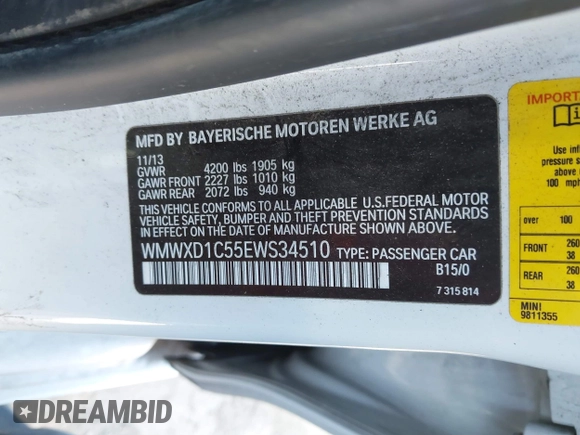 MFD BY BAYERISCHE MOTOREN WERKE AG
11/13
GVWR 4200 lbs 1905 kg
GAWR FRONT 2227 lbs 1010 kg
GAWR REAR 2072 lbs 940 kg
THIS VEHICLE CONFORMS TO ALL APPLICABLE U.S.FEDERAL MOTOR
VEHICLE SAFETY, BUMPER AND THEFT PREVENTION STANDARDS
IN EFFECT ON THE DATE OF MANUFACTURE SHOWN ABOVE.
WMWXD1C55EWS34510 TYPE: PASSENGER CAR
B15/0
7 315 814
IMPORTA
Use
pressure s
above
100 mph
over 100
FRONT 260
38
REAR 260
38
MINI
9811355
DREAMBID